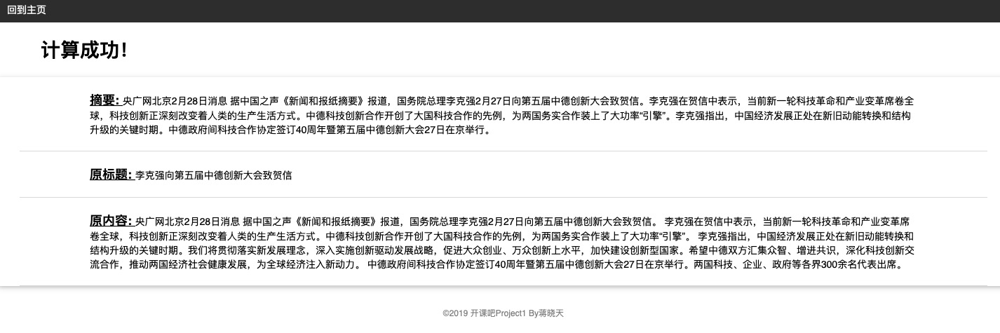 回到主页
计算成功！
摘要: 央广网北京2月28日消息 据中国之声《新闻和报纸摘要》报道，国务院总理李克强2月27日向第五届中德创新大会致贺信。李克强在贺信中表示，当前新一轮科技革命和产业变革席卷全
球，科技创新正深刻改变着人类的生产生活方式。中德科技创新合作开创了大国科技合作的先例，为两国务实合作装上了大功率“引擎”。李克强指出，中国经济发展正处在新旧动能转换和结构
升级的关键时期。中德政府间科技合作协定签订40周年暨第五届中德创新大会27日在京举行。
原标题: 李克强向第五届中德创新大会致贺信
原内容: 央广网北京2月28日消息 据中国之声《新闻和报纸摘要》报道，国务院总理李克强2月27日向第五届中德创新大会致贺信。 李克强在贺信中表示，当前新一轮科技革命和产业变革席
卷全球，科技创新正深刻改变着人类的生产生活方式。中德科技创新合作开创了大国科技合作的先例，为两国务实合作装上了大功率“引擎”。 李克强指出，中国经济发展正处在新旧动能转换和
结构升级的关键时期。我们将贯彻落实新发展理念，深入实施创新驱动发展战略，促进大众创业、万众创新上水平，加快建设创新型国家。希望中德双方汇集众智、增进共识，深化科技创新交
流合作，推动两国经济社会健康发展，为全球经济注入新动力。 中德政府间科技合作协定签订40周年暨第五届中德创新大会27日在京举行。两国科技、企业、政府等各界300余名代表出席。
©2019 开课吧Project1 By蒋晓天